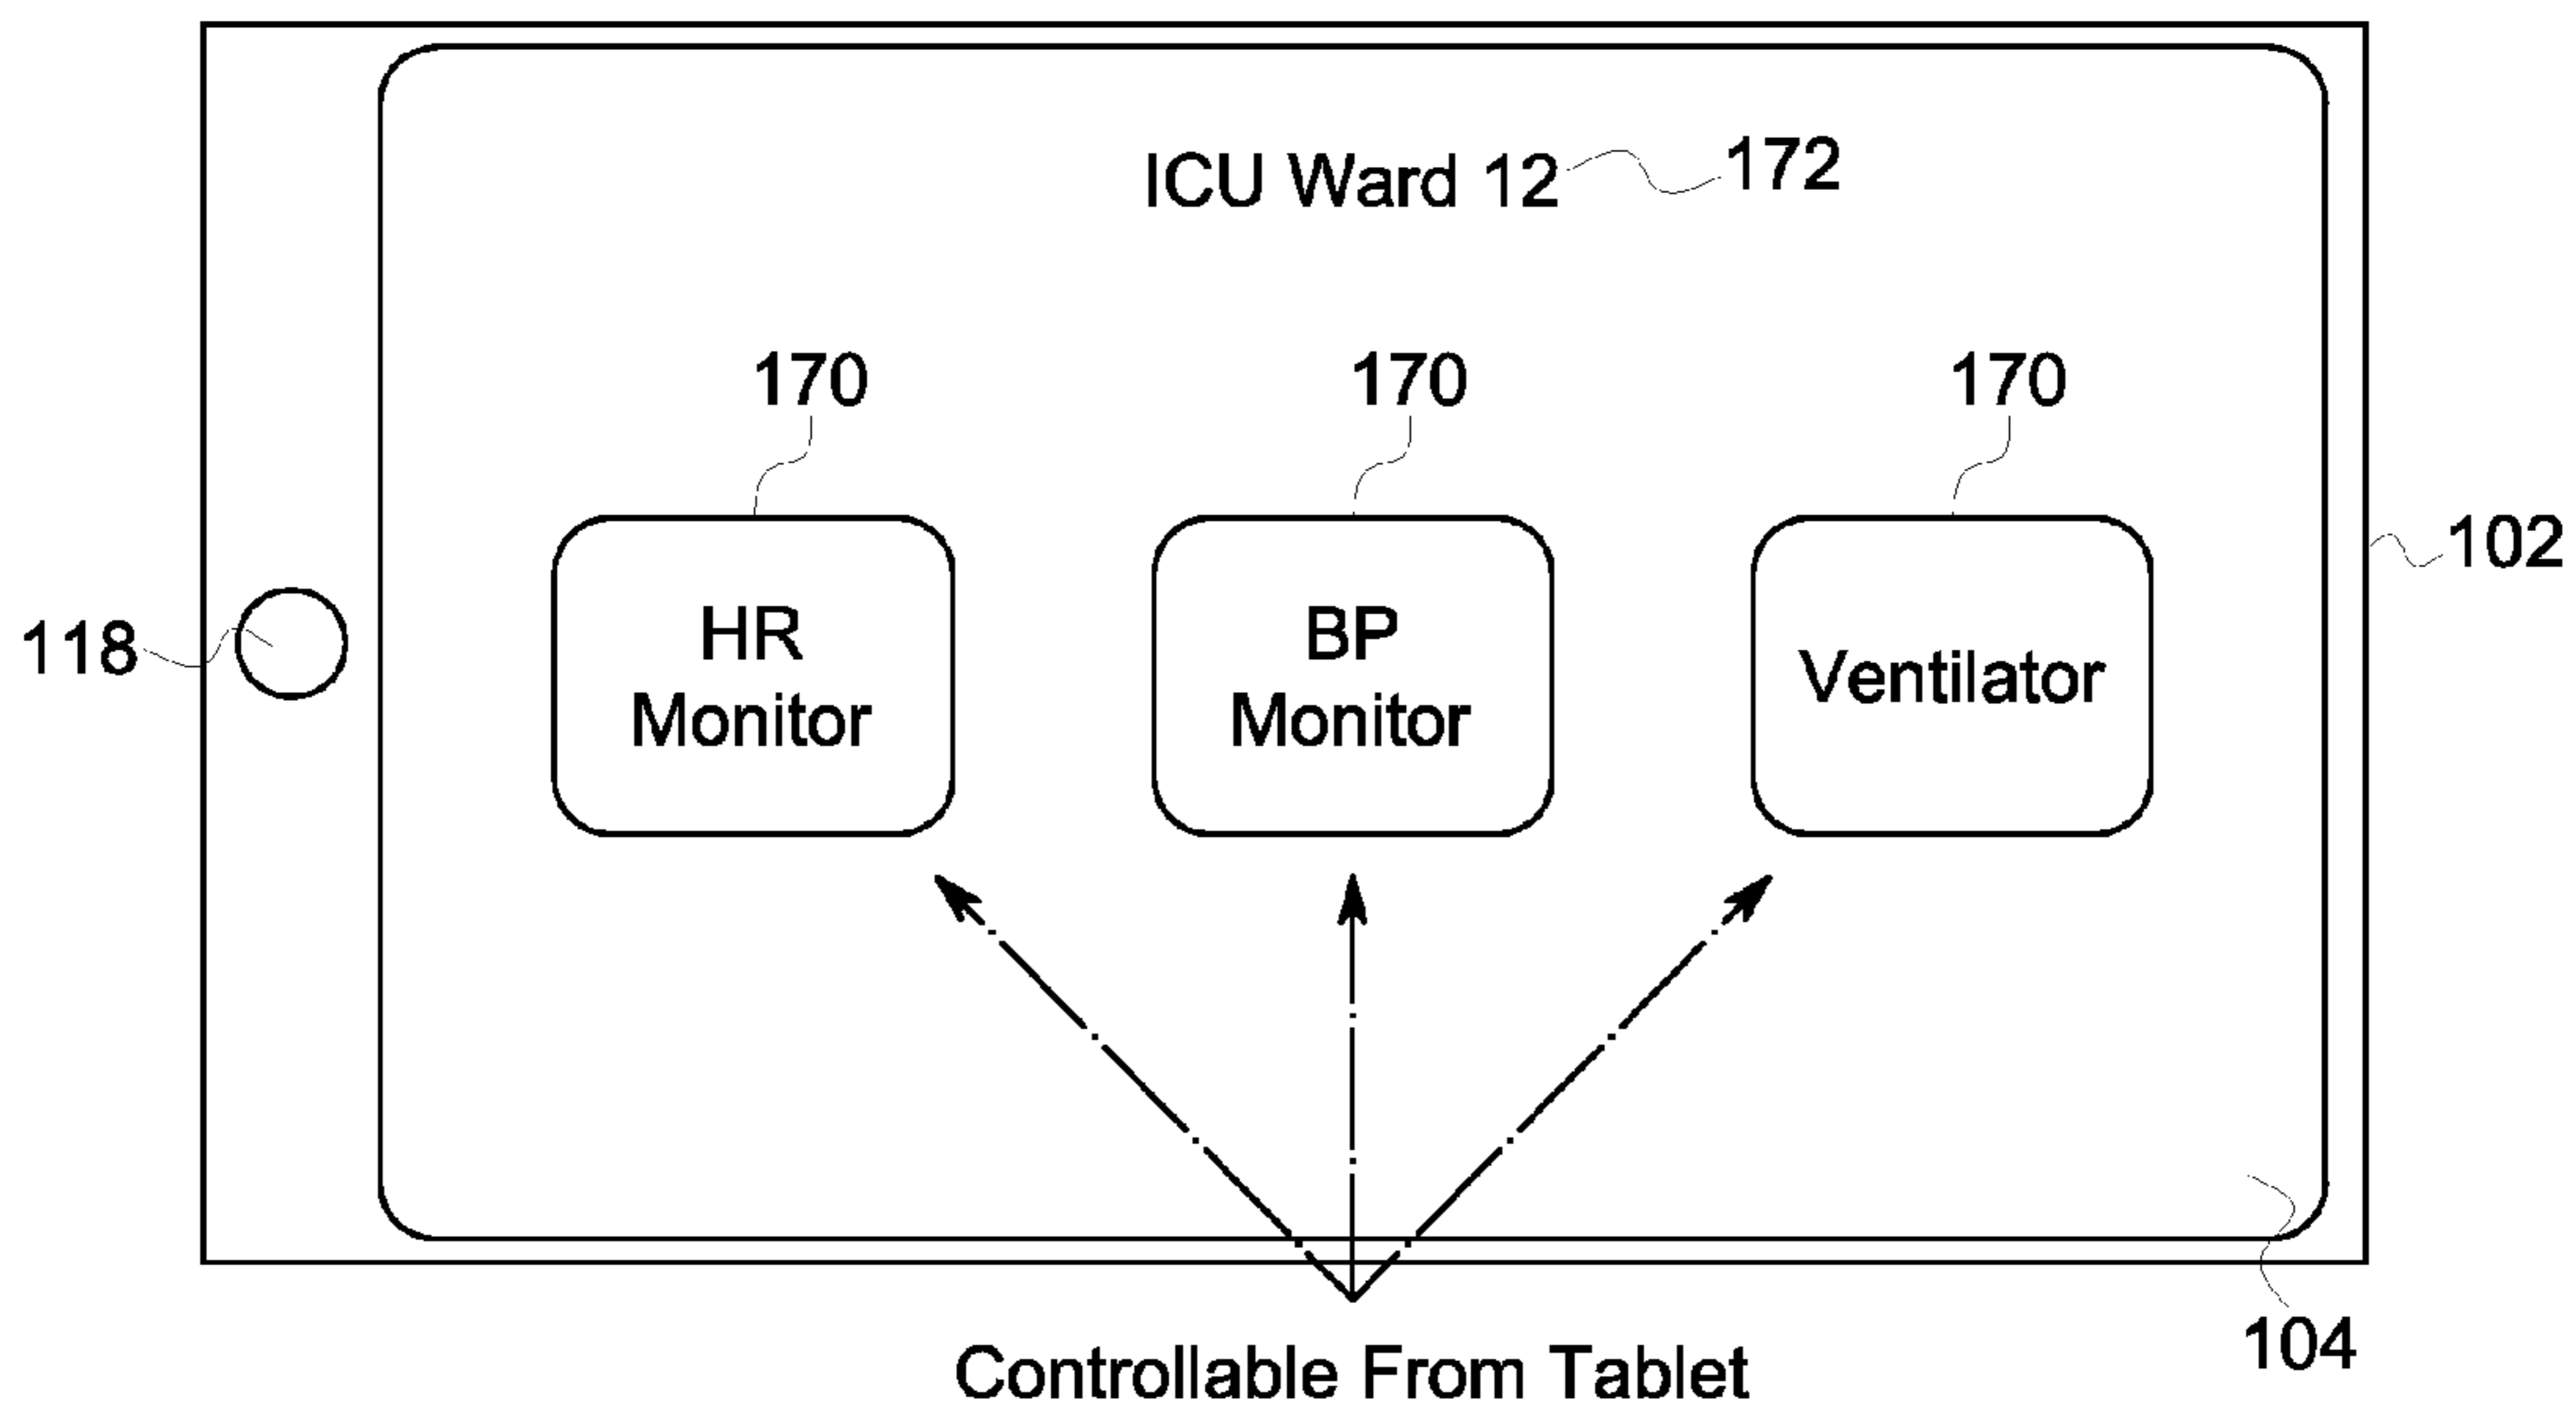 ICU Ward 12
172
170
170
170
102
118
HR
Monitor
BP
Monitor
Ventilator
104
Controllable From Tablet